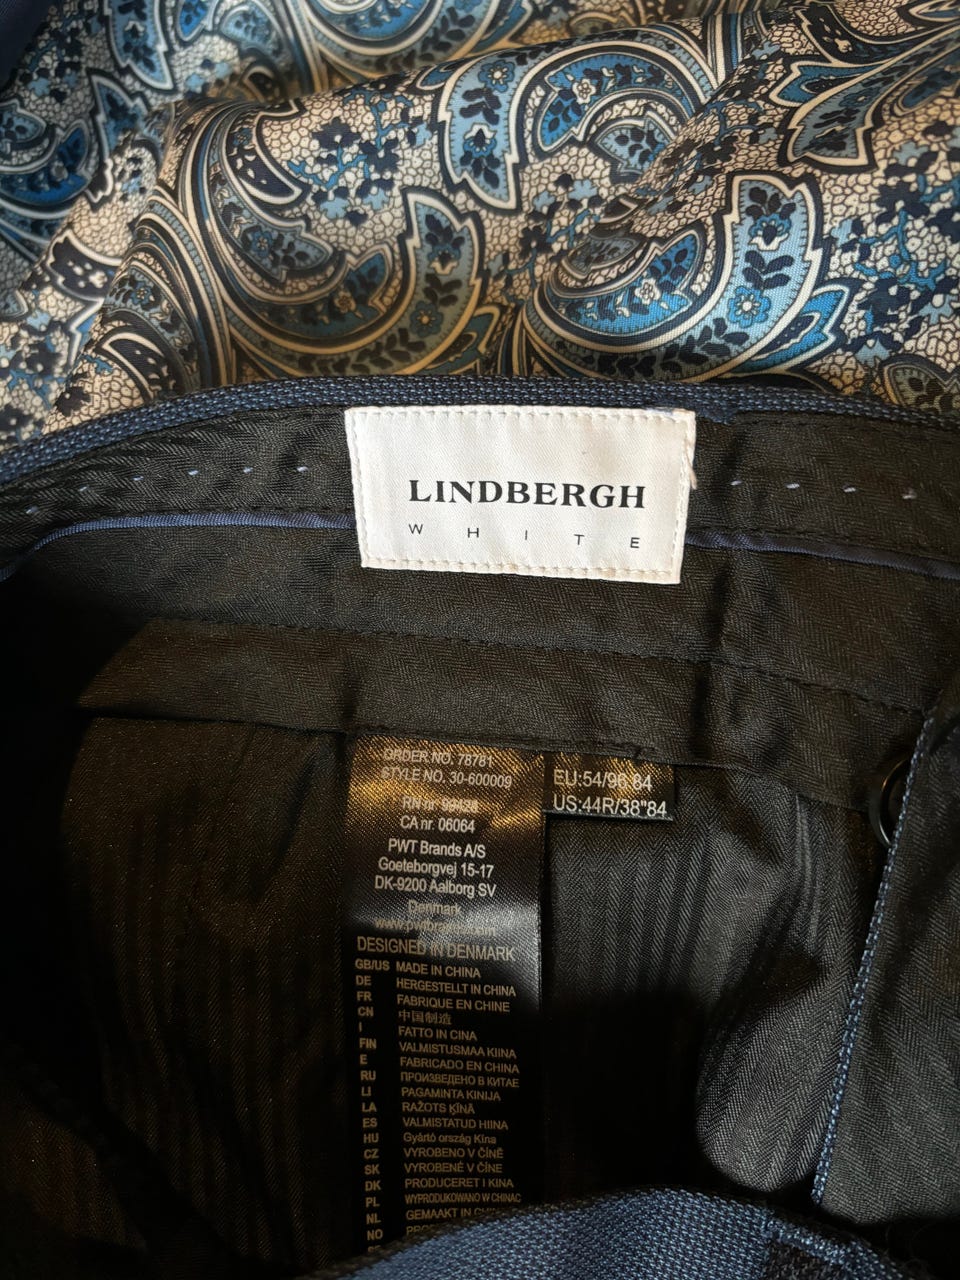 LINDBERGH
WHITE
ORDER NO. 78781
STYLE NO. 30-600009
RN nr
CA nr. 06064
PWT Brands A/S
Goeteborgvej 15-17
DK-9200 Aalborg SV
Denmark
DESIGNED IN DENMARK
GB/US MADE IN CHINA
DE HERGESTELLT IN CHINA
FR FABRIQUE EN CHINE
CN 中国制造
I FATTO IN CINA
FIN VALMISTUSMAA KIINA
E FABRICADO EN CHINA
RU ПРОИЗВЕДЕНО В КИТАЕ
LI PAGAMINTA KINIJA
LA RAŽOTS ĶĪNĀ
ES VALMISTATUD HIINA
HU Gyártó ország Kína
CZ VYROBENO V ČÍNĚ
SK VYROBENÉ V ČÍNE
DK PRODUCERET I KINA
PL WYPRODUKOWANO W CHINAC
NL GEMAAKT IN
NO
EU:54/96 84
US:44R/38"84